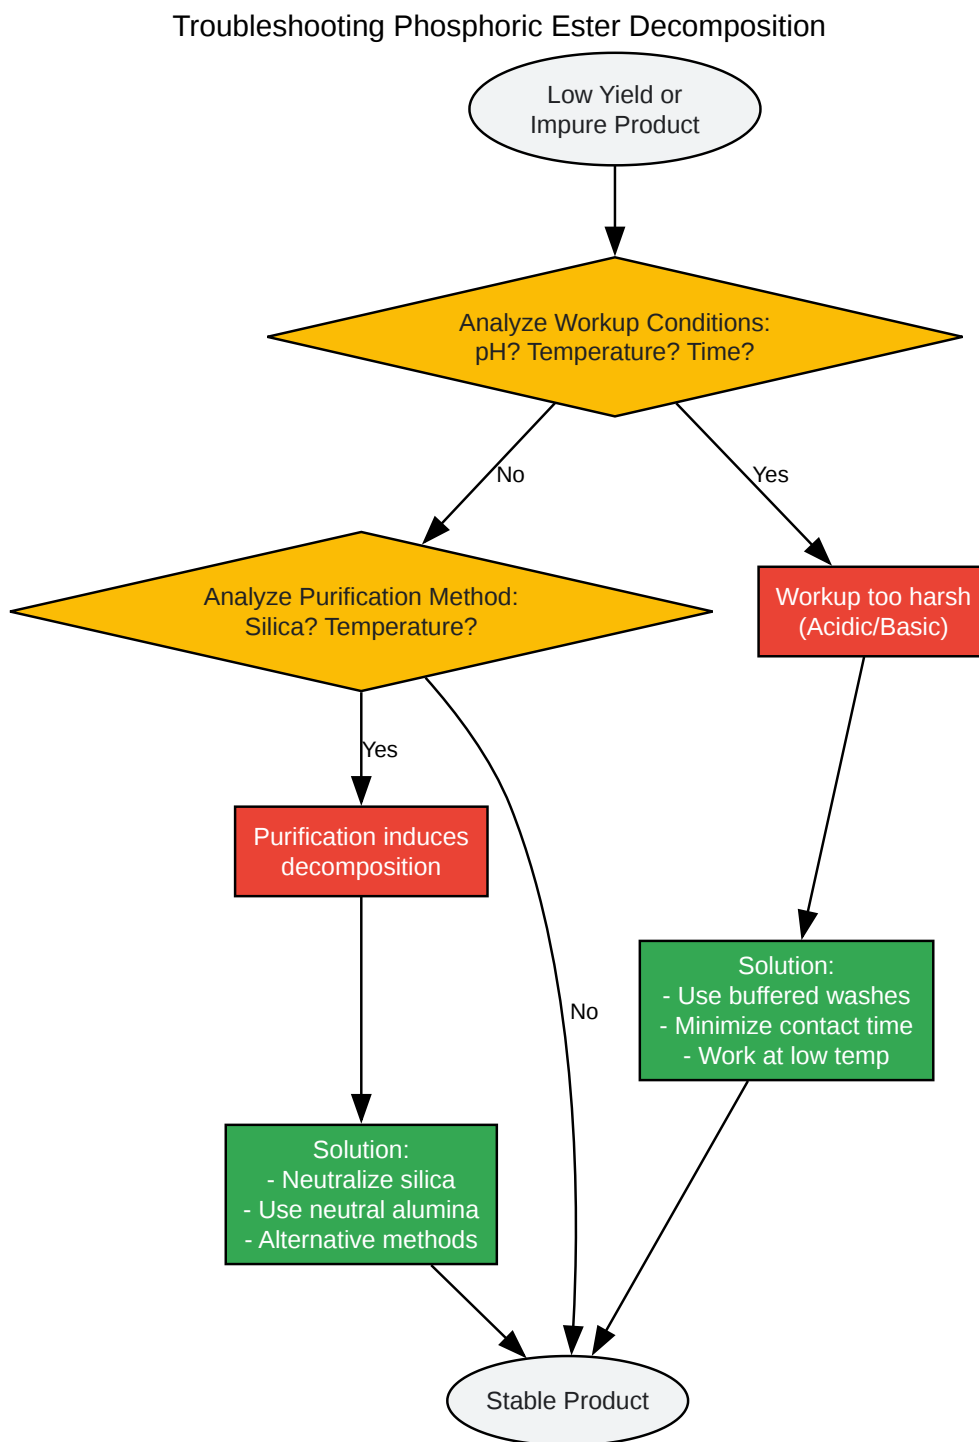 Troubleshooting Phosphoric Ester Decomposition
Low Yield or
Impure Product
Analyze Workup Conditions:
pH? Temperature? Time?
No
Yes
Analyze Purification Method:
Silica? Temperature?
Workup too harsh
(Acidic/Basic)
Yes
Purification induces
decomposition
No
Solution:
- Use buffered washes
- Minimize contact time
- Work at low temp
Solution:
- Neutralize silica
- Use neutral alumina
- Alternative methods
Stable Product